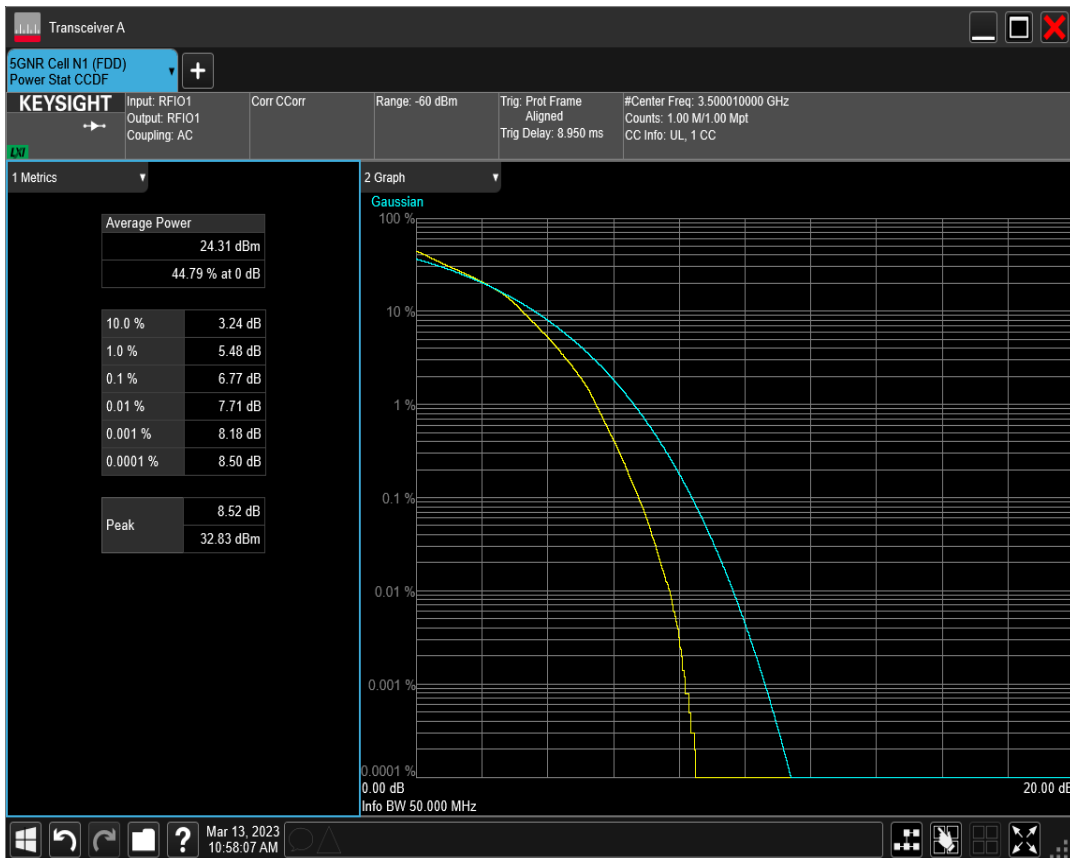 Transceiver A
5GNR Cell N1 (FDD)
Power Stat CCDF
KEYSIGHT
LXI
Input: RFIO1
Output: RFIO1
Coupling: AC
Corr CCorr
Range: -60 dBm
Trig: Prot Frame
Aligned
Trig Delay: 8.950 ms
#Center Freq: 3.500010000 GHz
Counts: 1.00 M/1.00 Mpt
CC Info: UL, 1 CC
1 Metrics
Average Power
24.31 dBm
44.79 % at 0 dB
10.0 % 3.24 dB
1.0 % 5.48 dB
0.1 % 6.77 dB
0.01 % 7.71 dB
0.001 % 8.18 dB
0.0001 % 8.50 dB
Peak 8.52 dB
32.83 dBm
2 Graph
Gaussian
100 %
10 %
1 %
0.1 %
0.01 %
0.001 %
0.0001 %
0.00 dB 20.00 dB
Info BW 50.000 MHz
?
Mar 13, 2023
10:58:07 AM